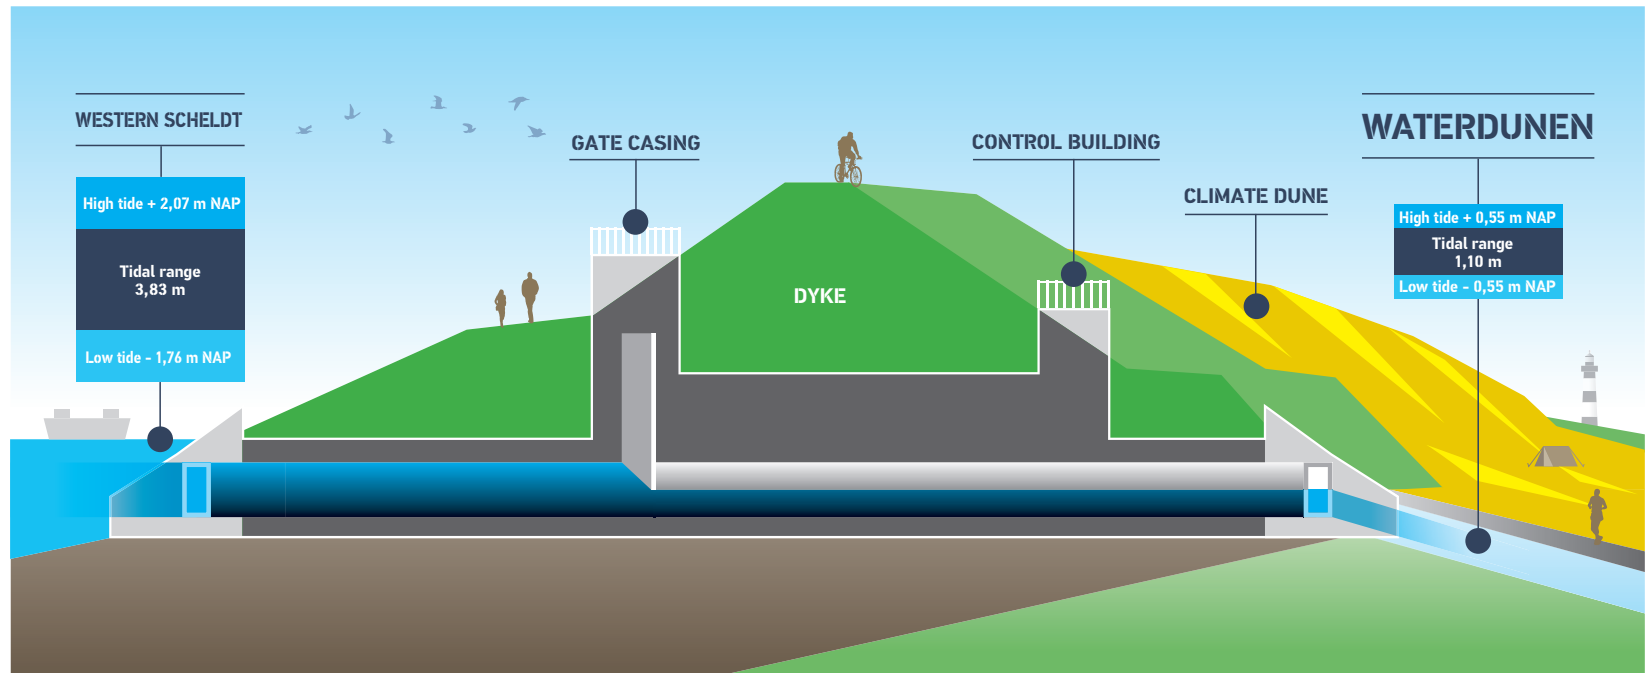 WESTERN SCHELDT
High tide + 2,07 m NAP
Tidal range
3,83 m
Low tide - 1,76 m NAP
GATE CASING
DYKE
CONTROL BUILDING
CLIMATE DUNE
WATERDUNEN
High tide + 0,55 m NAP
Tidal range
1,10 m
Low tide - 0,55 m NAP